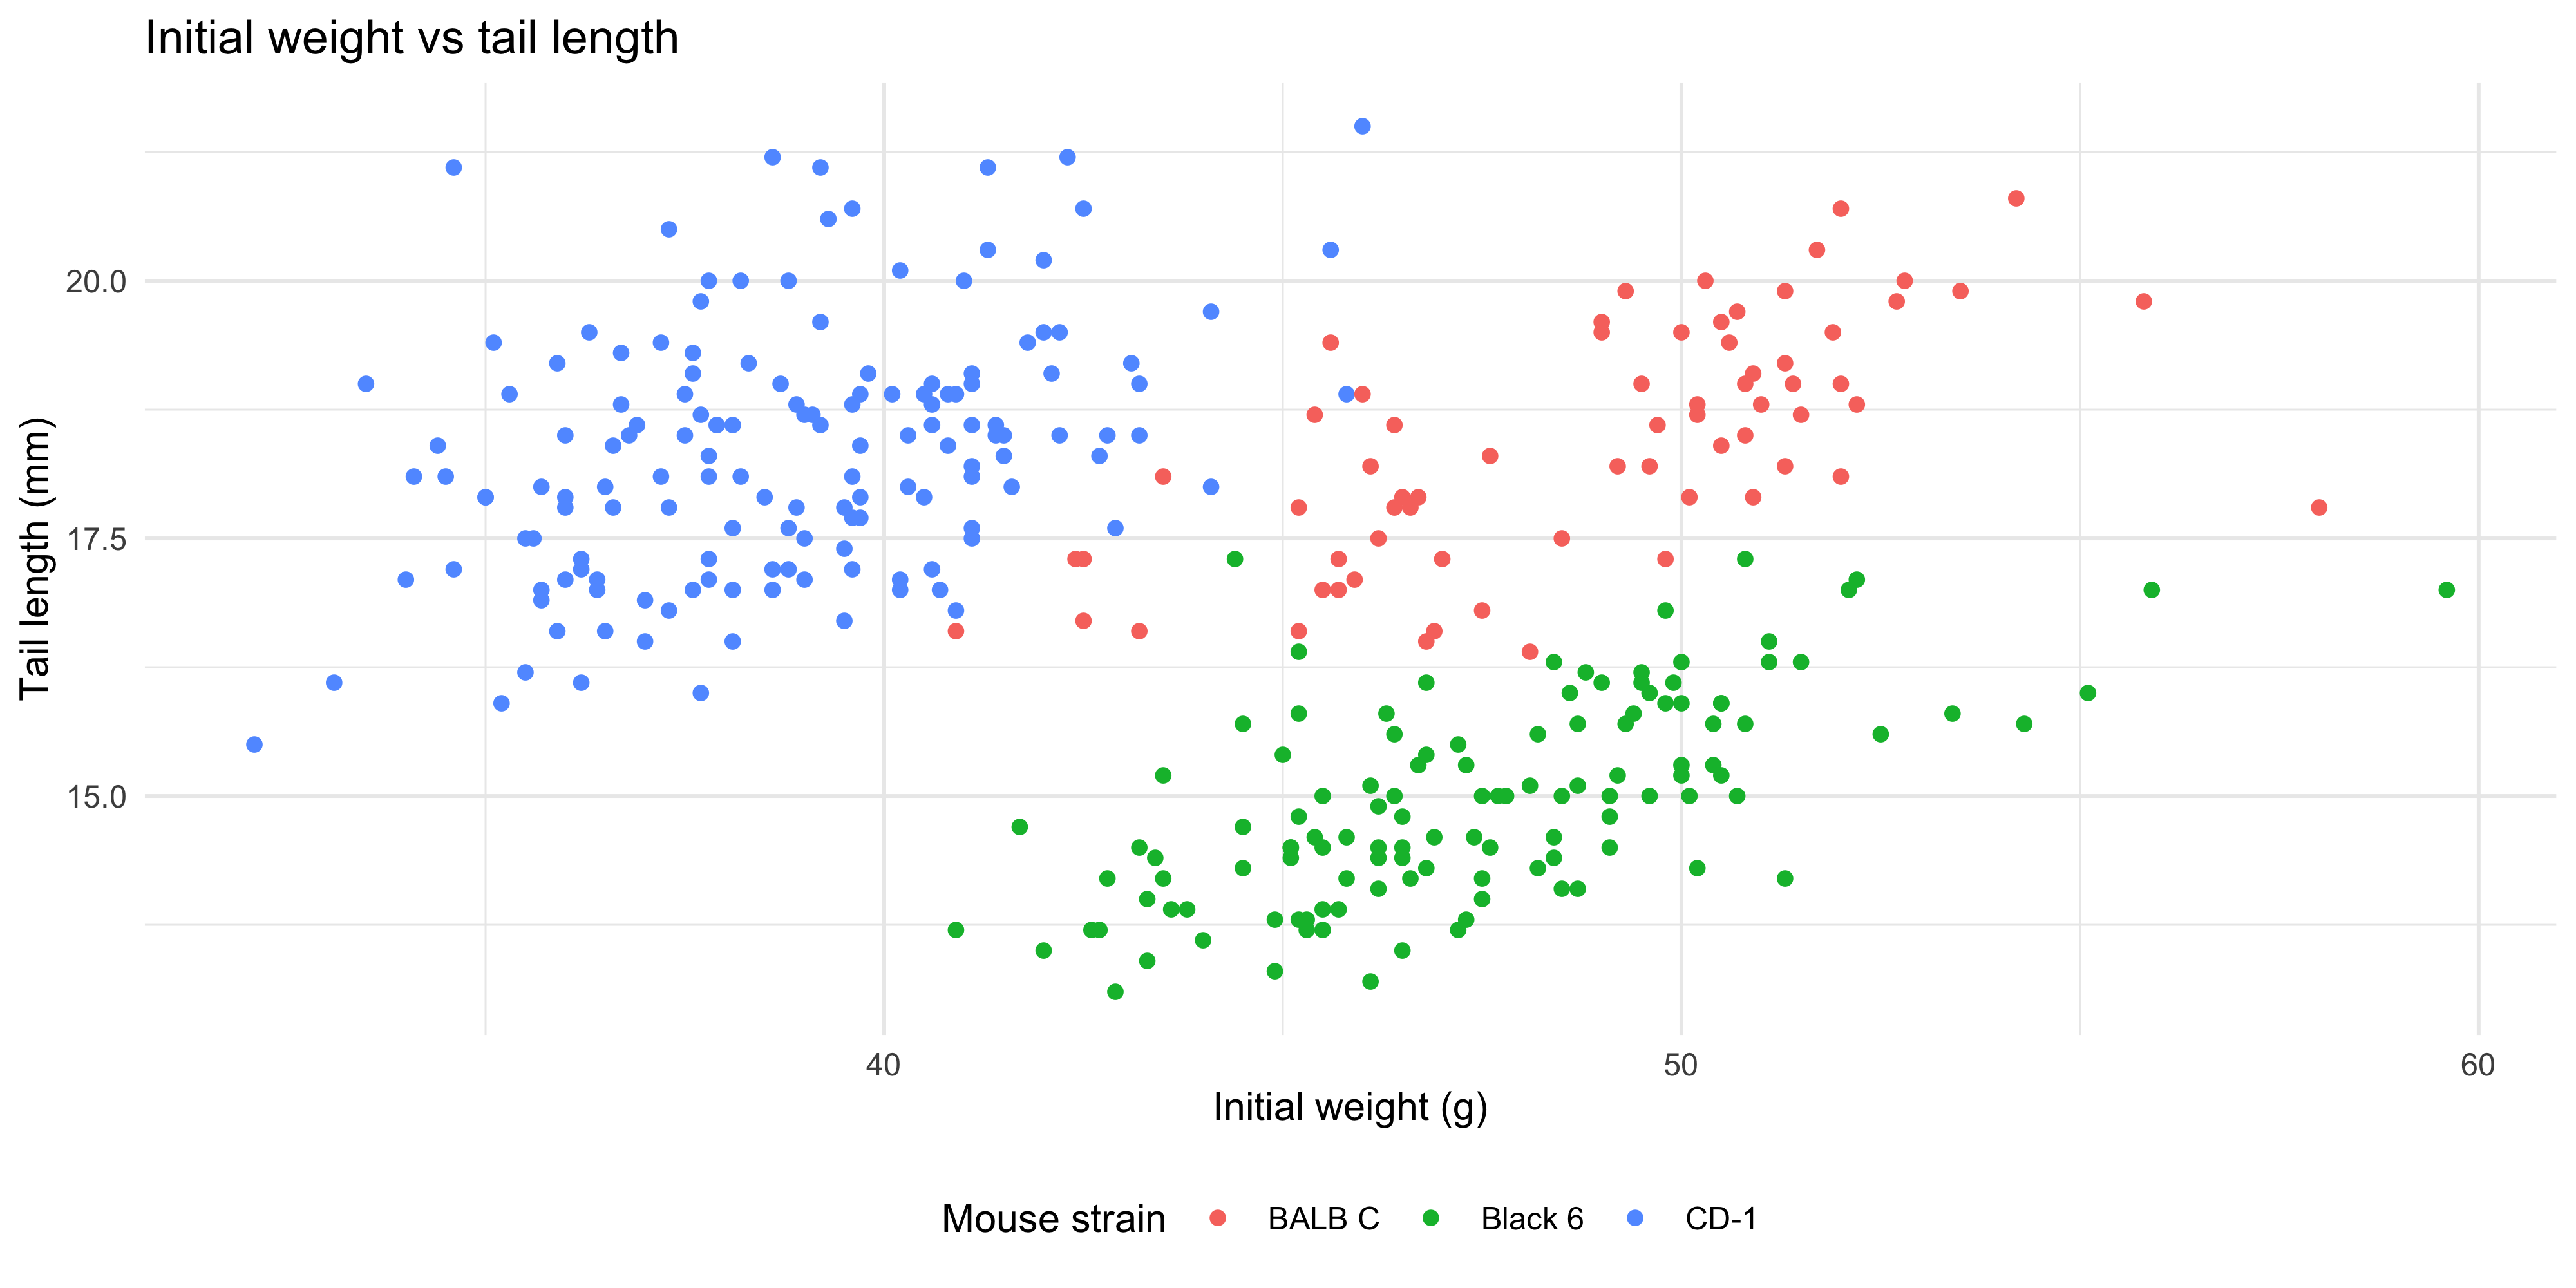 Initial weight vs tail length
20.0
17.5
15.0
Tail length (mm)
40 50 60
Initial weight (g)
Mouse strain BALB C Black 6 CD-1